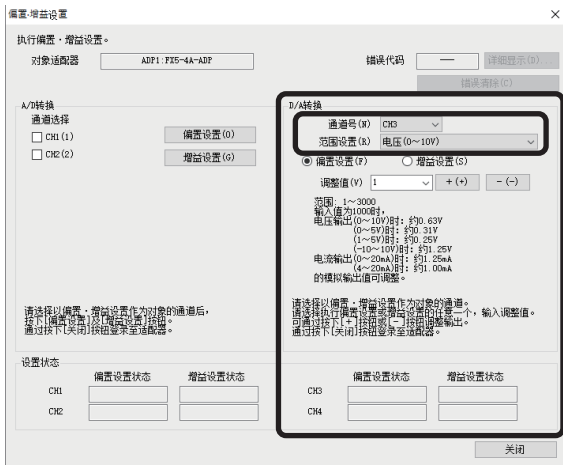 偏置·增益设置
执行偏置・增益设置。
对象适配器 ADP1:FX5-4A-ADP 错误代码 — 详细显示(D)...
错误清除(C)
A/D转换
通道选择
CH1(1) 偏置设置(O)
CH2(2) 增益设置(G)
请选择以偏置・增益设置作为对象的通道后,
按下[偏置设置]及[增益设置]按钮。
通过按下[关闭]按钮登录至适配器。
D/A转换
通道号(N) CH3
范围设置(R) 电压(0~10V)
偏置设置(F) 增益设置(S)
调整值(V) 1 +(+) -(-)
范围: 1~3000
输入值为1000时,
电压输出(0~10V)时: 约0.63V
(0~5V)时: 约0.31V
(1~5V)时: 约0.25V
(-10~10V)时: 约1.25V
电流输出(0~20mA)时: 约1.25mA
(4~20mA)时: 约1.00mA
的模拟输出值可调整。
请选择以偏置・增益设置作为对象的通道。
请选择执行偏置设置或增益设置的任意一个,输入调整值。
可通过按下[+]按钮或[-]按钮调整输出。
通过按下[关闭]按钮登录至适配器。
设置状态
偏置设置状态 增益设置状态 偏置设置状态 增益设置状态
CH1 CH3
CH2 CH4
关闭